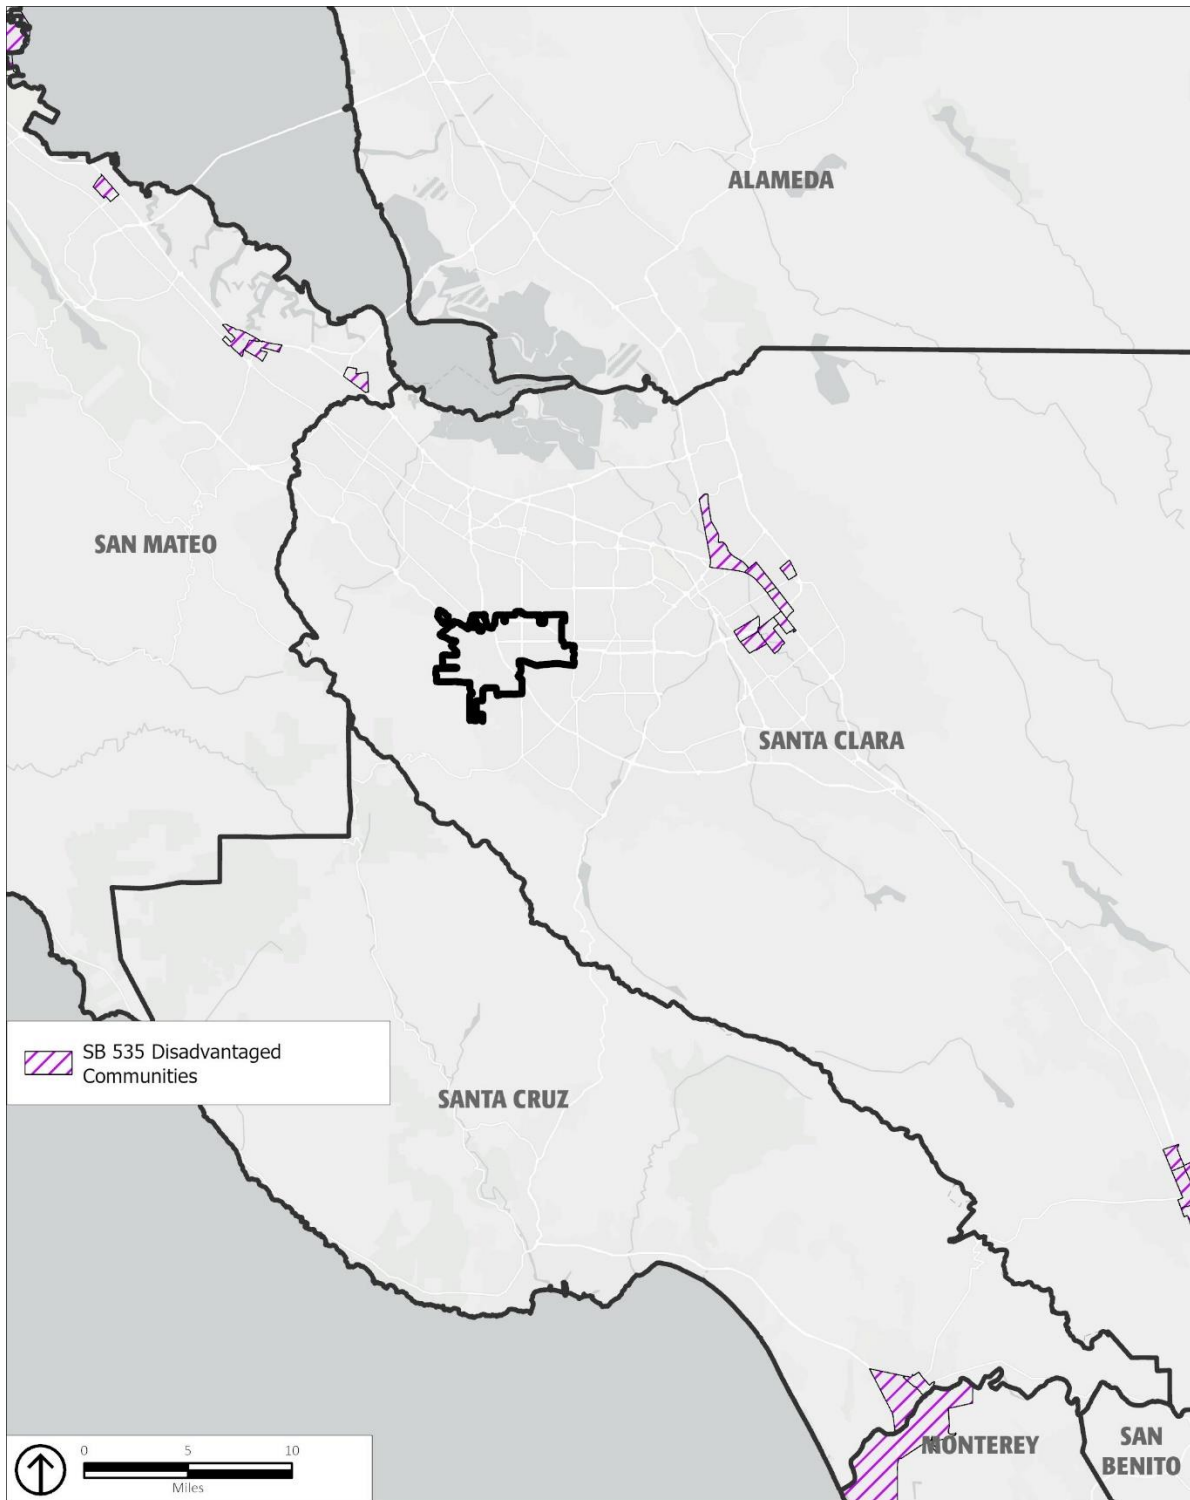 ALAMEDA
SAN MATEO
SANTA CLARA
SB 535 Disadvantaged
Communities
SANTA CRUZ
MONTEREY
SAN
BENITO
0 5 10
Miles